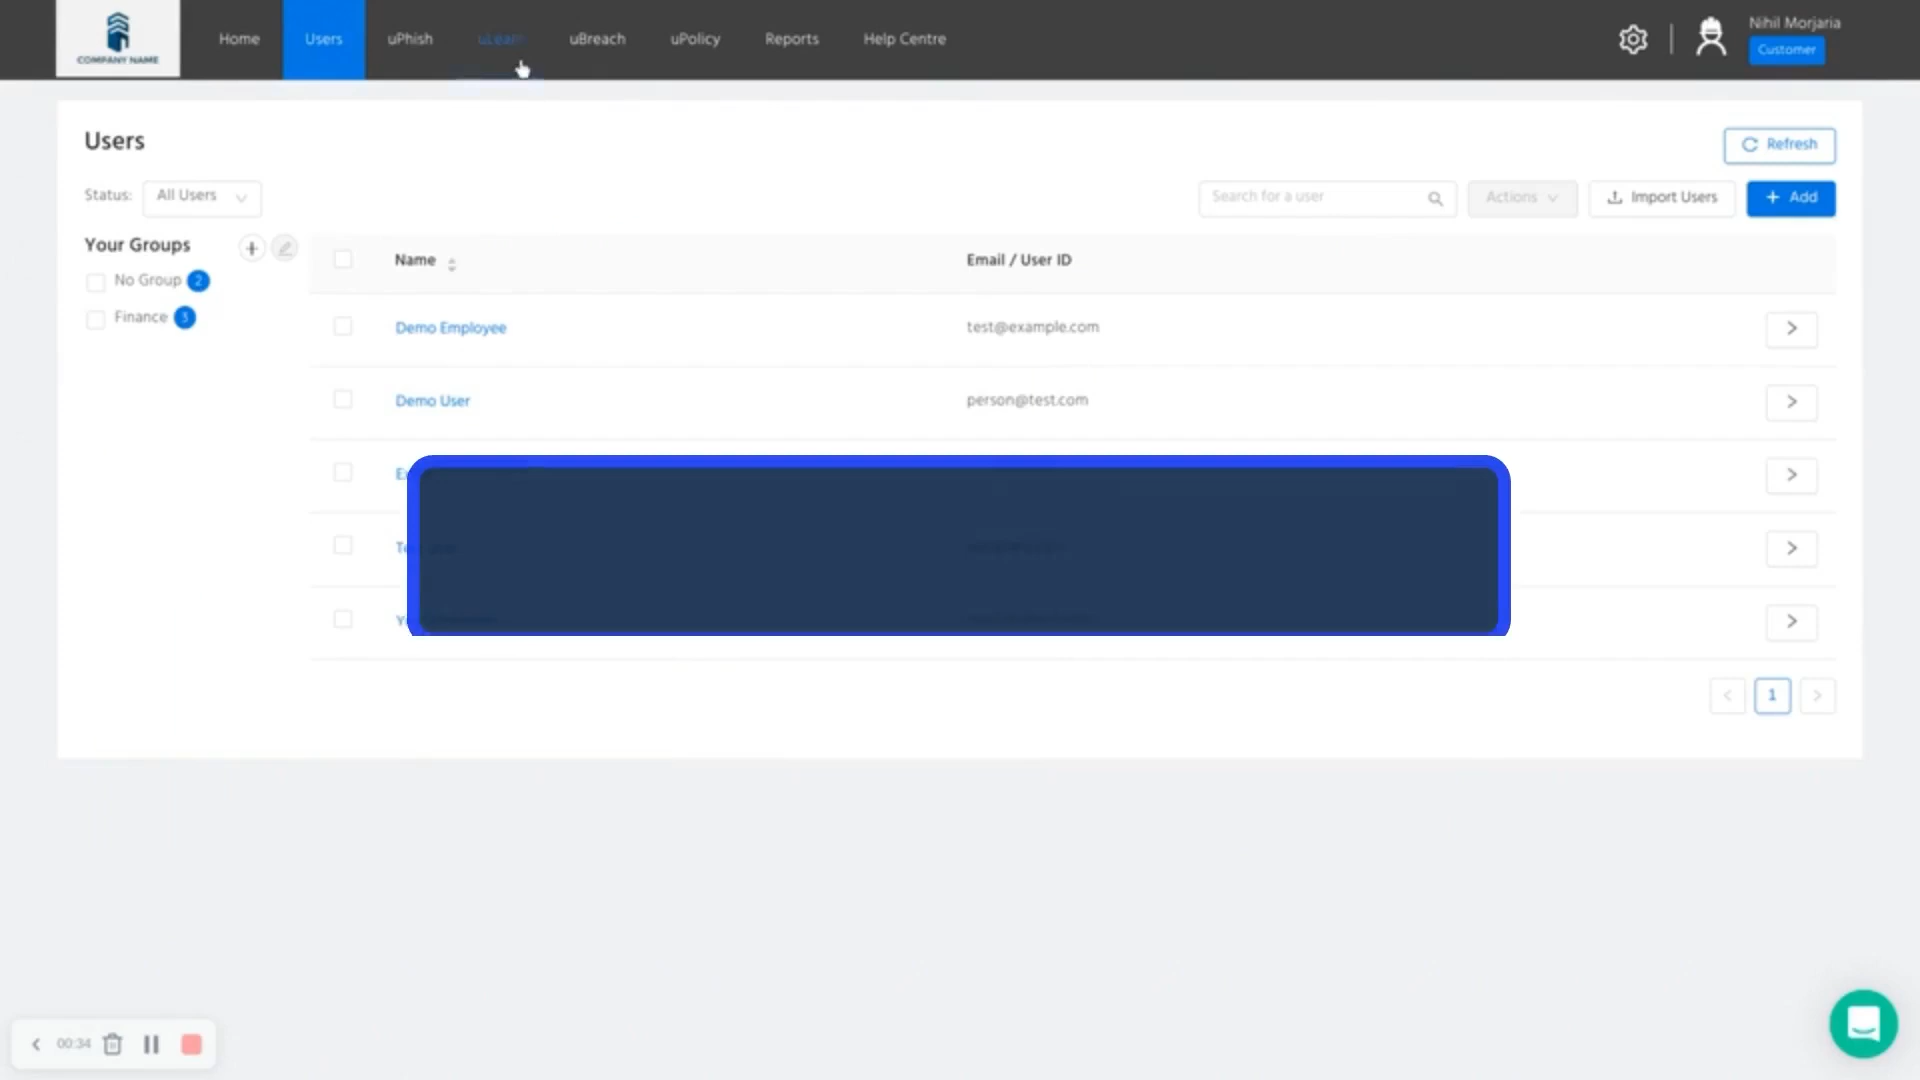 COMPANY NAME
Home
Users
uPhish
uLearn
uBreach
uPolicy
Reports
Help Centre
Nihil Morjaria
Customer
Users
Refresh
Status:
All Users
Search for a user
Actions
Import Users
+ Add
Your Groups
No Group 2
Finance 3
Name
Email / User ID
Demo Employee
test@example.com
Demo User
person@test.com
1
00:34